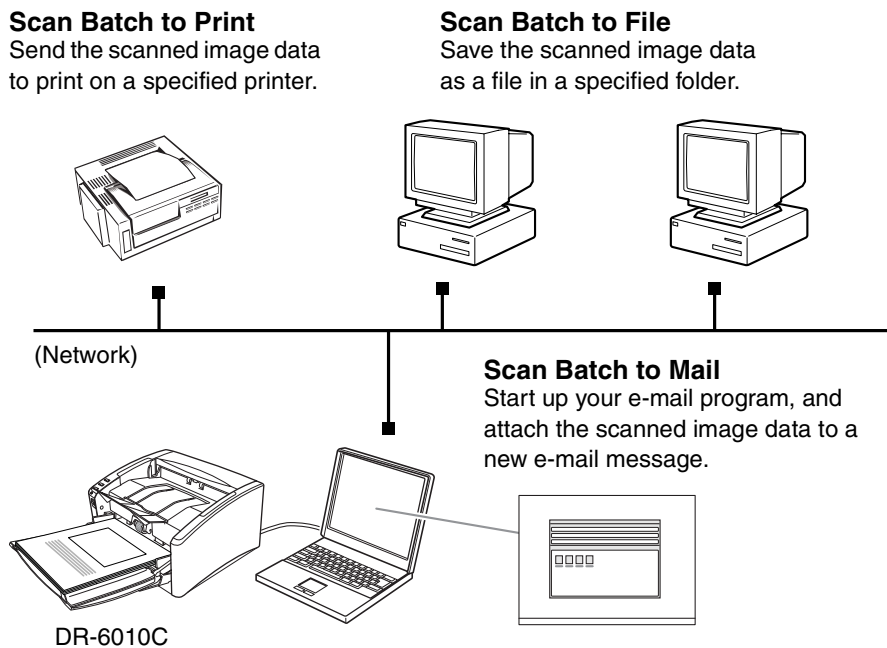 Scan Batch to Print
Send the scanned image data
to print on a specified printer.
Scan Batch to File
Save the scanned image data
as a file in a specified folder.
(Network)
Scan Batch to Mail
Start up your e-mail program, and
attach the scanned image data to a
new e-mail message.
DR-6010C